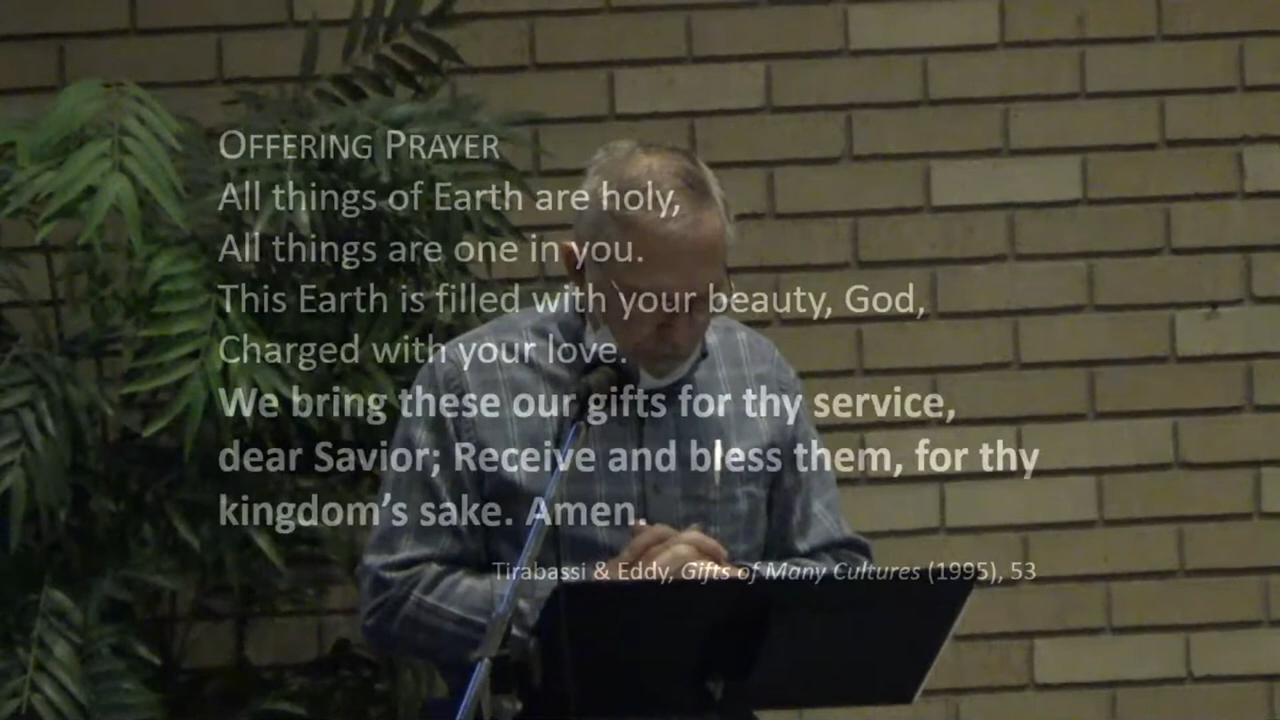 OFFERING PRAYER
All things of Earth are holy,
All things are one in you.
This Earth is filled with your beauty, God,
Charged with your love.
We bring these our gifts for thy service,
dear Savior; Receive and bless them, for thy
kingdom’s sake. Amen.
Tirabassi & Eddy, Gifts of Many Cultures (1995), 53